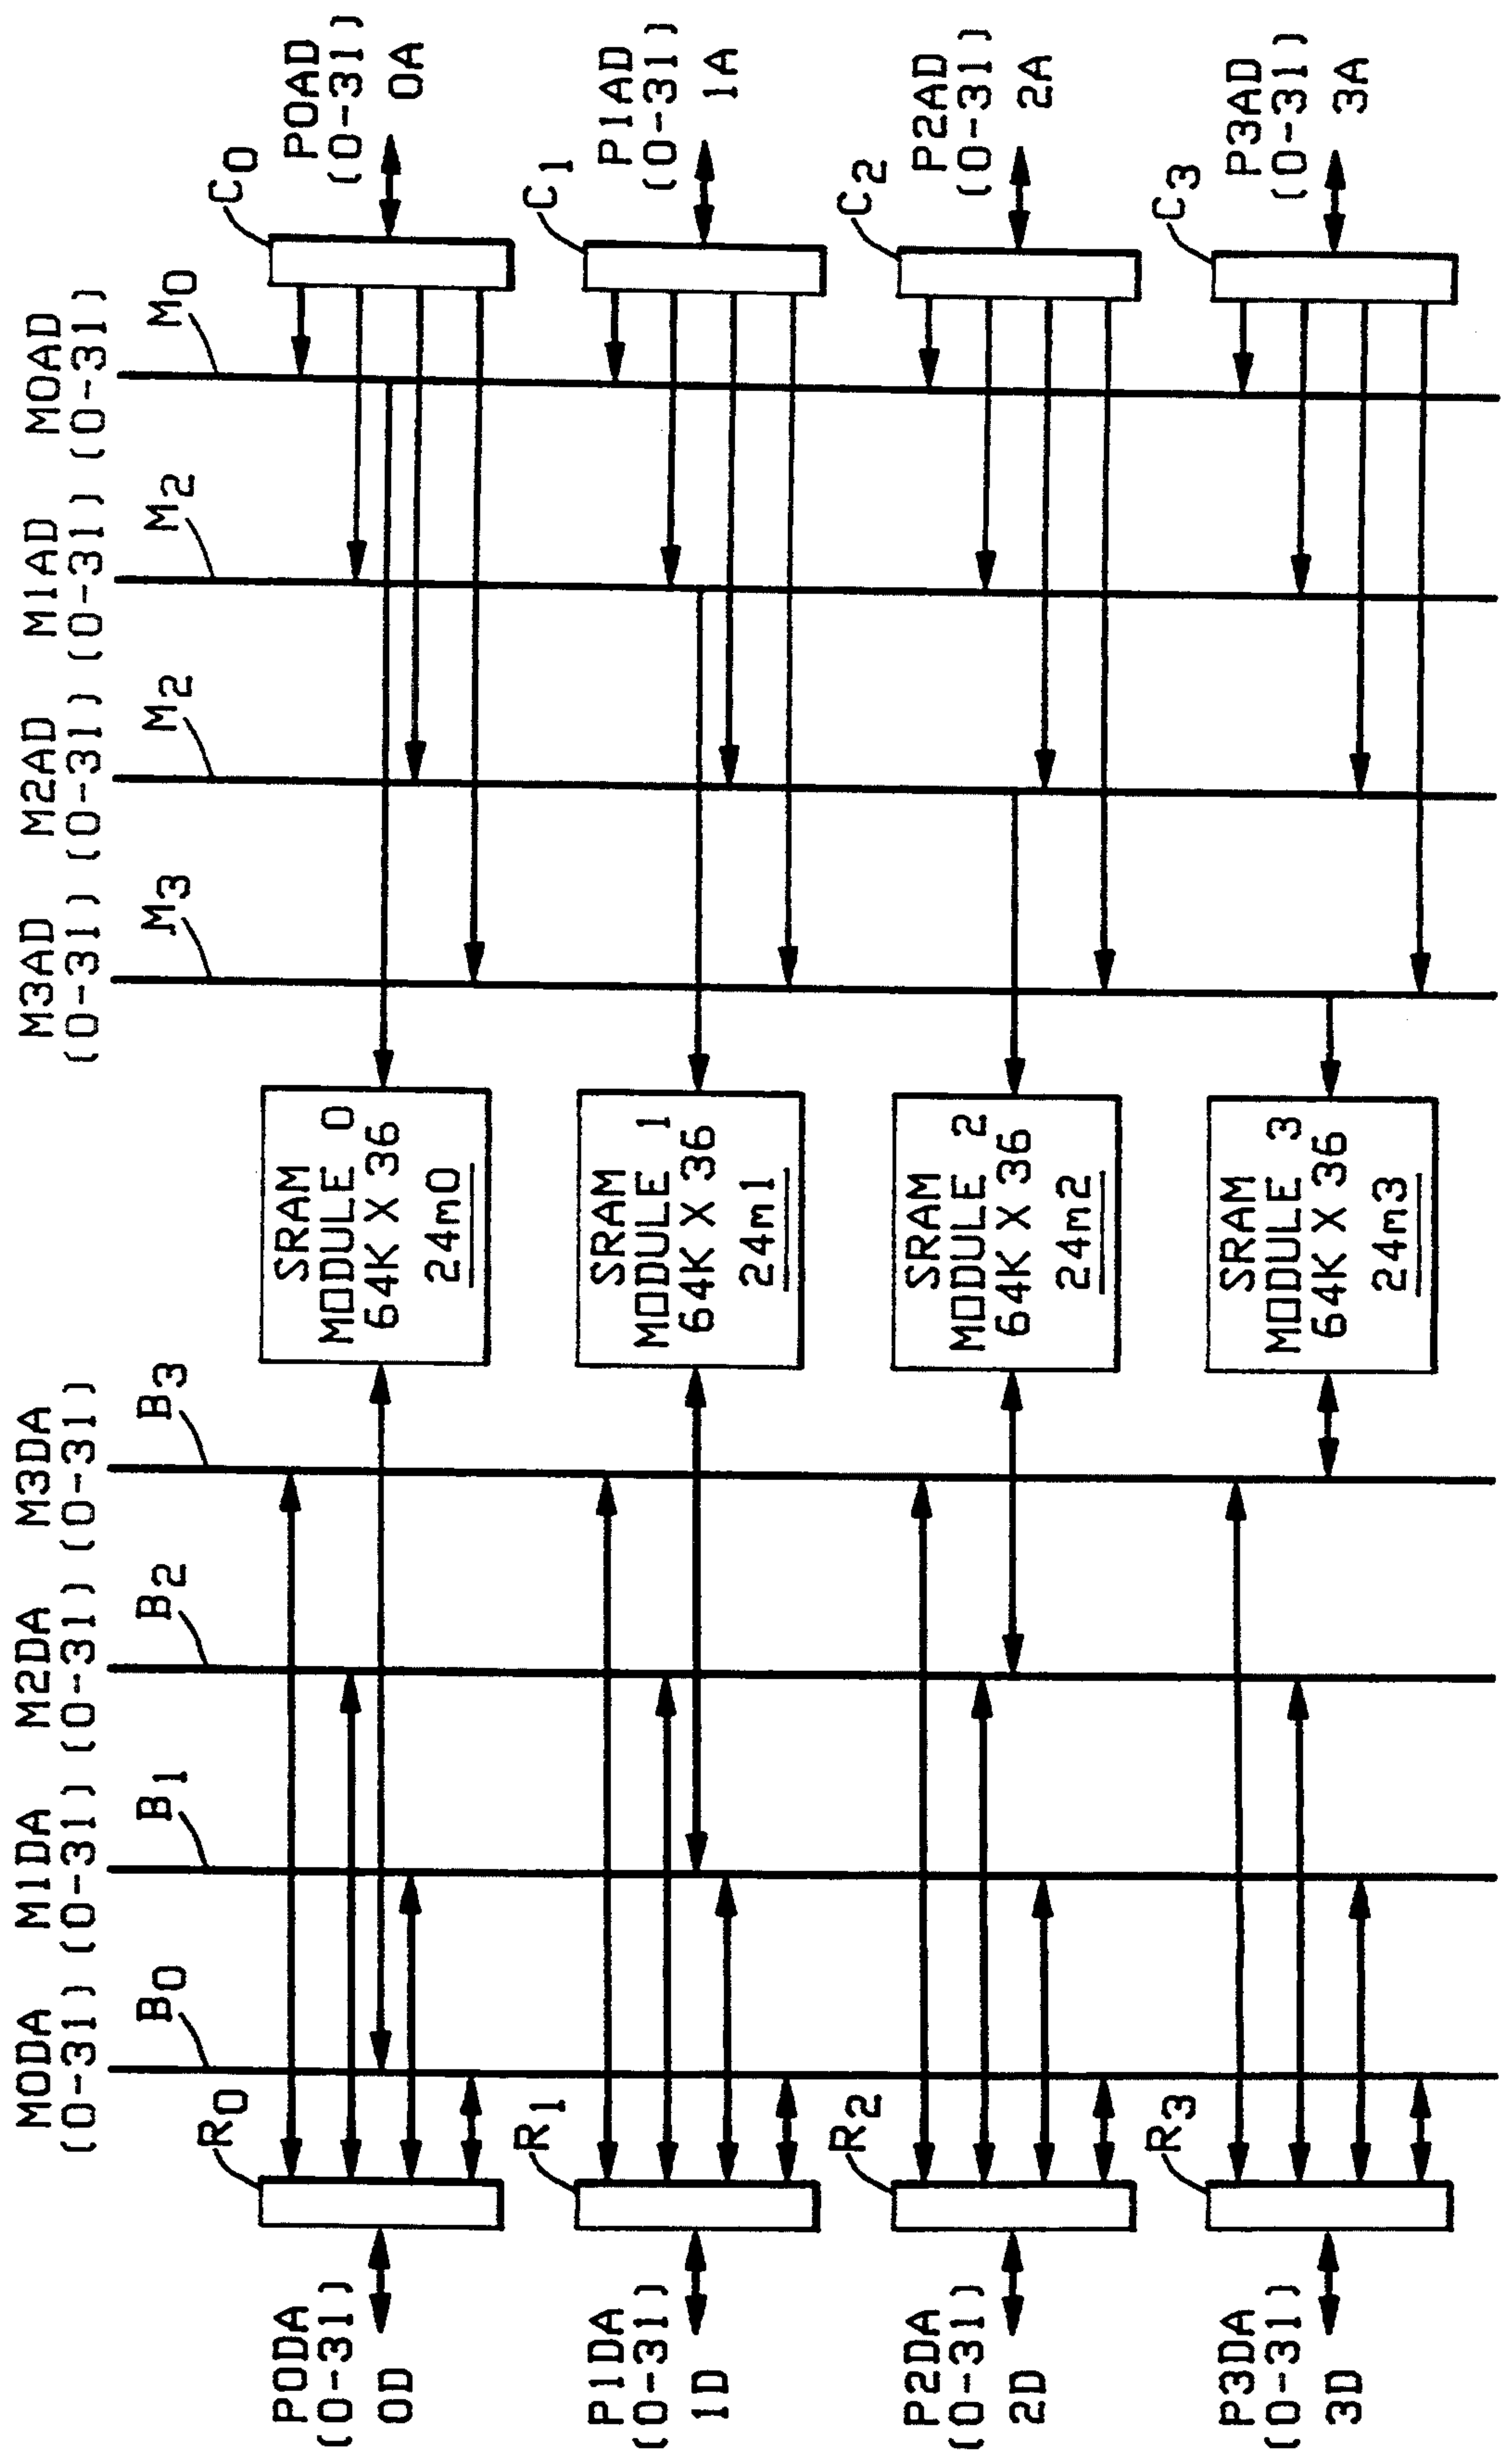 M0DA M1DA M2DA M3DA M3AD M2AD M1AD M0AD
(0-31) (0-31) (0-31) (0-31) (0-31) (0-31) (0-31) (0-31)
B0 B1 B2 B3 M3 M2 M2 M0
P0DA
(0-31)
0D
R0
SRAM
MODULE 0
64K X 36
24m0
C0
P0AD
(0-31)
0A
P1DA
(0-31)
1D
R1
SRAM
MODULE 1
64K X 36
24m1
C1
P1AD
(0-31)
1A
P2DA
(0-31)
2D
R2
SRAM
MODULE 2
64K X 36
24m2
C2
P2AD
(0-31)
2A
P3DA
(0-31)
3D
R3
SRAM
MODULE 3
64K X 36
24m3
C3
P3AD
(0-31)
3A